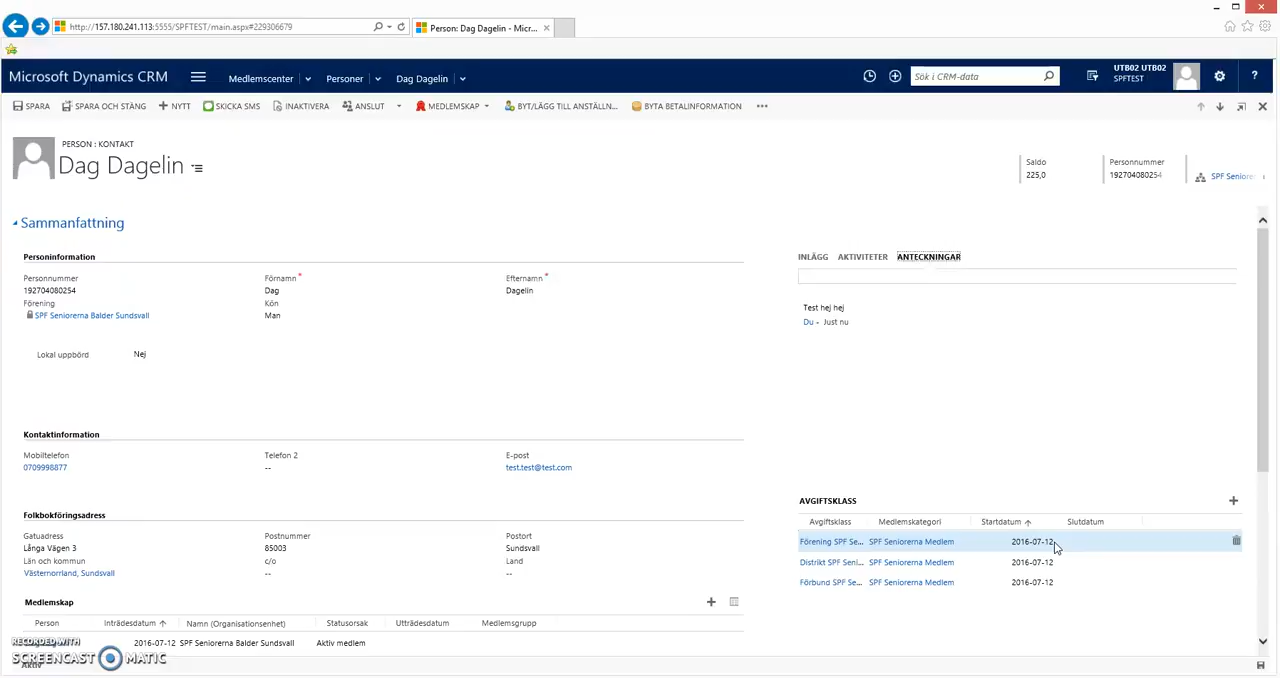 http://157.180.241.113:5555/SPFTEST/main.aspx#229306679
Person: Dag Dagelin - Micr...
Microsoft Dynamics CRM
Medlemscenter
Personer
Dag Dagelin
Sök i CRM-data
UTB02 UTB02
SPFTEST
?
SPARA
SPARA OCH STÄNG
NYTT
SKICKA SMS
INAKTIVERA
ANSLUT
MEDLEMSKAP
BYT/LÄGG TILL ANSTÄLLN...
BYTA BETALINFORMATION
PERSON : KONTAKT
Dag Dagelin
Saldo
225,0
Personnummer
192704080254
SPF Seniore
Sammanfattning
Personinformation
Personnummer
192704080254
Förnamn *
Dag
Efternamn *
Dagelin
Förening
SPF Seniorerna Balder Sundsvall
Kön
Man
Lokal uppbörd Nej
INLÄGG AKTIVITETER ANTECKNINGAR
Test hej hej
Du - Just nu
Kontaktinformation
Mobiltelefon
0709998877
Telefon 2
--
E-post
test.test@test.com
Folkbokföringsadress
Gatuadress
Långa Vägen 3
Postnummer
85003
Postort
Sundsvall
Län och kommun
Västernorrland, Sundsvall
c/o
--
Land
--
AVGIFTSKLASS
Avgiftsklass Medlemskategori Startdatum Slutdatum
Förening SPF Se... SPF Seniorerna Medlem 2016-07-12
Distrikt SPF Seni... SPF Seniorerna Medlem 2016-07-12
Förbund SPF Se... SPF Seniorerna Medlem 2016-07-12
Medlemskap
Person Inträdesdatum Namn (Organisationsenhet) Statusorsak Utträdesdatum Medlemsgrupp
2016-07-12 SPF Seniorerna Balder Sundsvall Aktiv medlem
RECORDED WITH
SCREENCAST MATIC
Aktiv